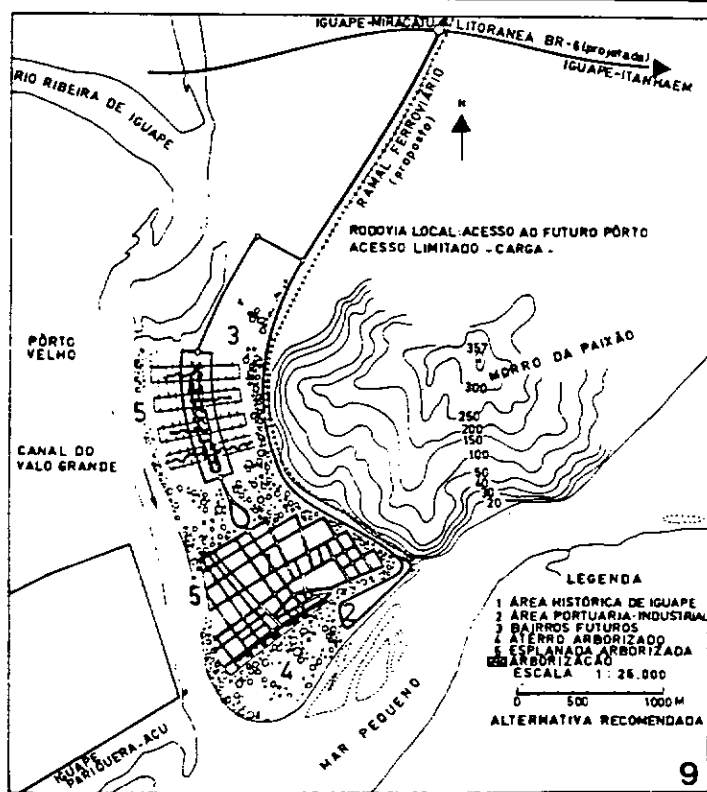 IGUAPE-MIRACATU
LITORANEA BR-6 (projetada)
IGUAPE-ITANHAEM
RIO RIBEIRA DE IGUAPE
RAMAL FERROVIÁRIO
(proposto)
N
RODOVIA LOCAL: ACESSO AO FUTURO PÔRTO
ACESSO LIMITADO - CARGA -
3
PÔRTO
VELHO
5
357
MORRO DA PAIXÃO
300
250
200
150
100
50
40
30
20
CANAL DO
VALO GRANDE
1
5
4
LEGENDA
1 ÁREA HISTÓRICA DE IGUAPE
2 ÁREA PORTUARIA-INDUSTRIAL
3 BAIRROS FUTUROS
4 ATÊRRO ARBORIZADO
5 ESPLANADA ARBORIZADA
ARBORIZAÇÃO
ESCALA 1:25.000
0 500 1000 M
ALTERNATIVA RECOMENDADA
MAR PEQUENO
IGUAPE
PARIQUERA-ACU
9